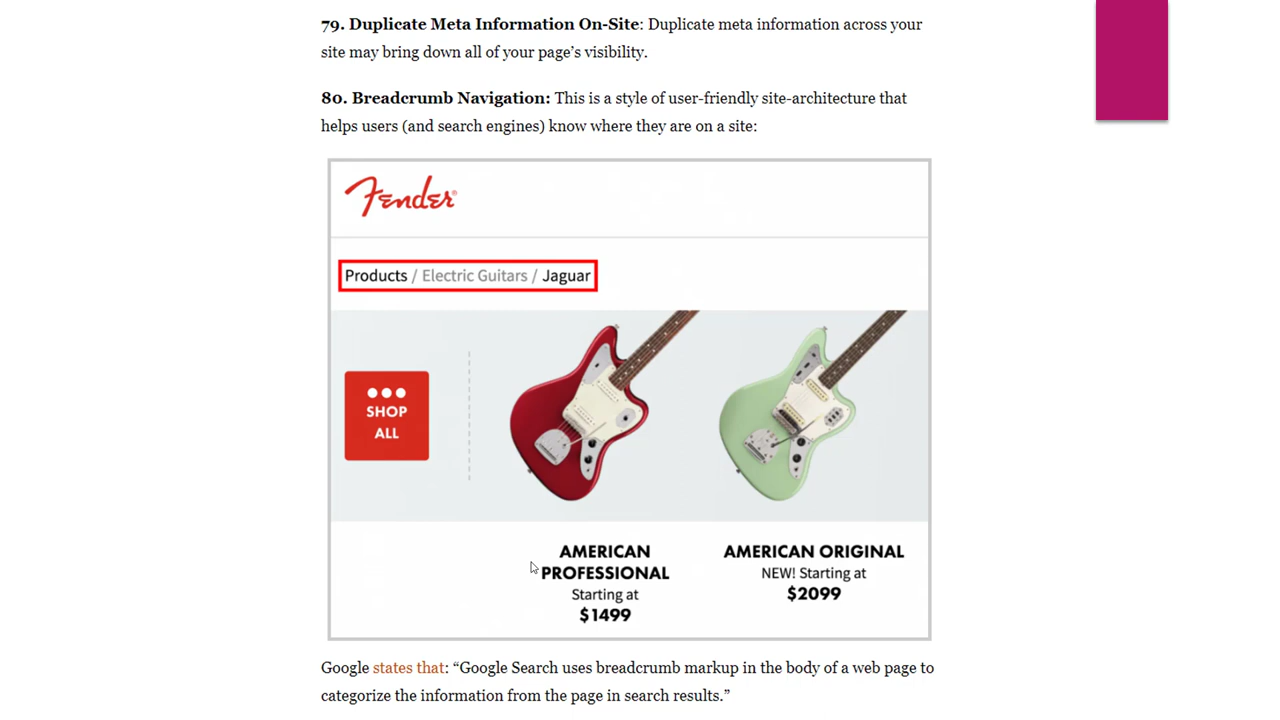 79. Duplicate Meta Information On-Site: Duplicate meta information across your
site may bring down all of your page’s visibility.
80. Breadcrumb Navigation: This is a style of user-friendly site-architecture that
helps users (and search engines) know where they are on a site:
Fender®
Products / Electric Guitars / Jaguar
SHOP
ALL
AMERICAN
PROFESSIONAL
Starting at
$1499
AMERICAN ORIGINAL
NEW! Starting at
$2099
Google states that: “Google Search uses breadcrumb markup in the body of a web page to
categorize the information from the page in search results.”